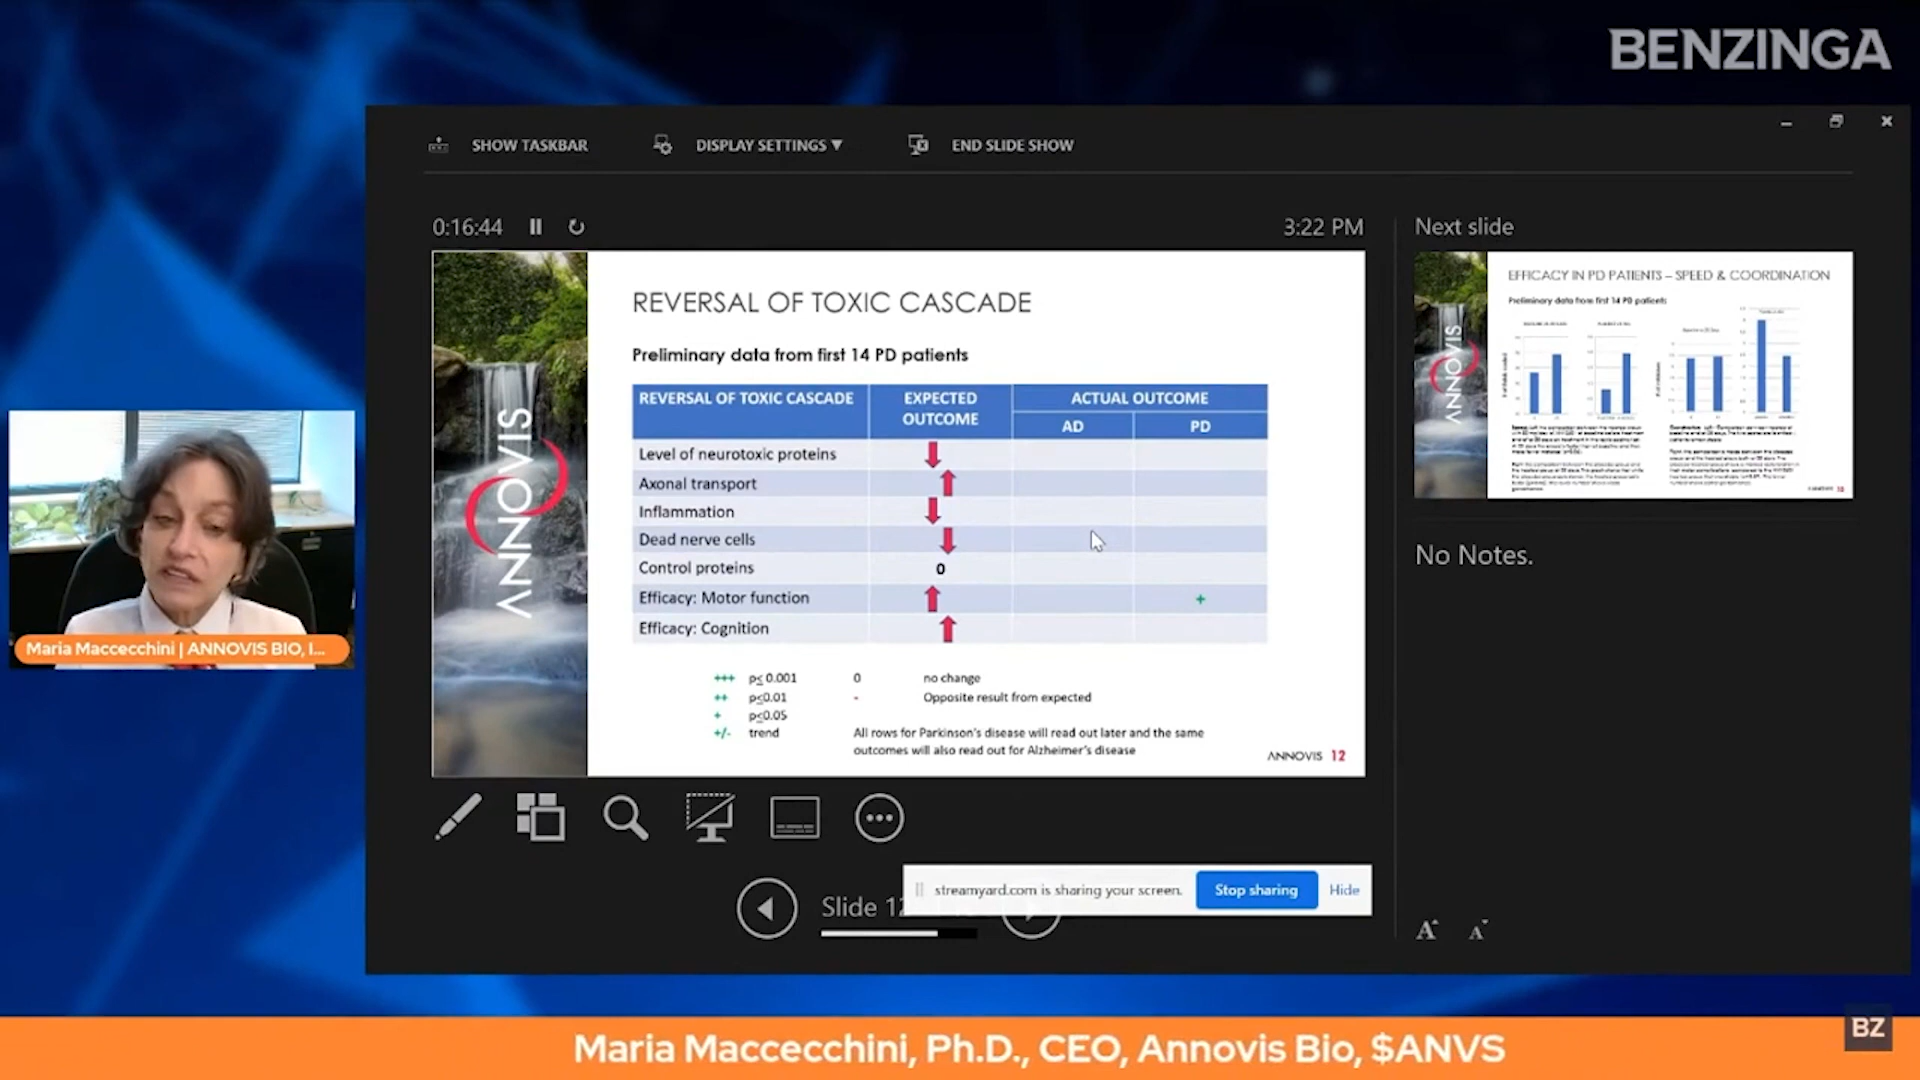 BENZINGA
SHOW TASKBAR
DISPLAY SETTINGS ▼
END SLIDE SHOW
0:16:44
3:22 PM
Next slide
ANNOVIS
REVERSAL OF TOXIC CASCADE
Preliminary data from first 14 PD patients
REVERSAL OF TOXIC CASCADE
EXPECTED
OUTCOME
ACTUAL OUTCOME
AD
PD
Level of neurotoxic proteins
Axonal transport
Inflammation
Dead nerve cells
Control proteins
0
Efficacy: Motor function
+
Efficacy: Cognition
+++ p≤ 0.001 0 no change
++ p≤0.01 - Opposite result from expected
+ p≤0.05
+/- trend
All rows for Parkinson's disease will read out later and the same
outcomes will also read out for Alzheimer's disease
ANNOVIS 12
ANNOVIS
EFFICACY IN PD PATIENTS – SPEED & COORDINATION
Preliminary data from first 14 PD patients
No Notes.
Maria Maccecchini | ANNOVIS BIO, I...
Slide 12
streamyard.com is sharing your screen.
Stop sharing
Hide
A
A
BZ
Maria Maccecchini, Ph.D., CEO, Annovis Bio, $ANVS